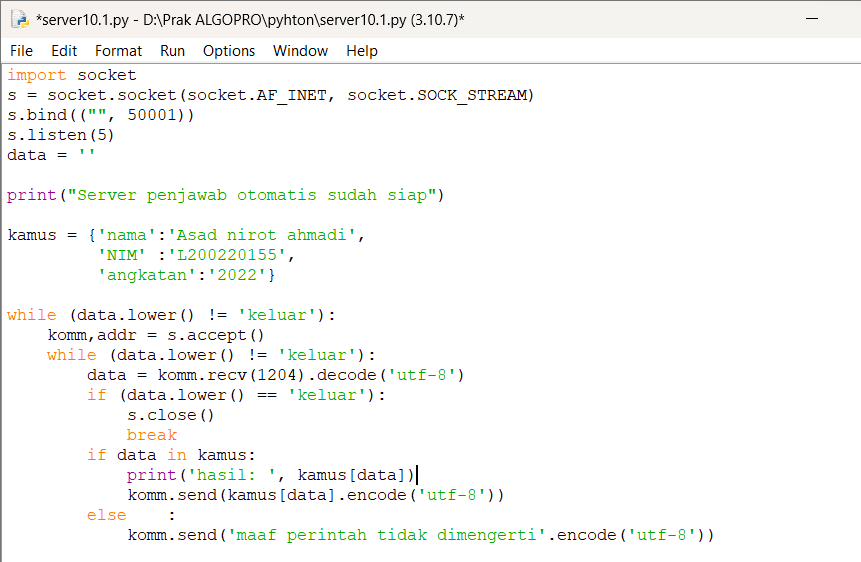 *server10.1.py - D:\Prak ALGOPRO\pyhton\server10.1.py (3.10.7)*
File Edit Format Run Options Window Help
import socket
s = socket.socket(socket.AF_INET, socket.SOCK_STREAM)
s.bind(("", 50001))
s.listen(5)
data = ''
print("Server penjawab otomatis sudah siap")
kamus = {'nama':'Asad nirot ahmadi',
         'NIM' :'L200220155',
         'angkatan':'2022'}
while (data.lower() != 'keluar'):
    komm,addr = s.accept()
    while (data.lower() != 'keluar'):
        data = komm.recv(1204).decode('utf-8')
        if (data.lower() == 'keluar'):
            s.close()
            break
        if data in kamus:
            print('hasil: ', kamus[data])
            komm.send(kamus[data].encode('utf-8'))
        else    :
            komm.send('maaf perintah tidak dimengerti'.encode('utf-8'))